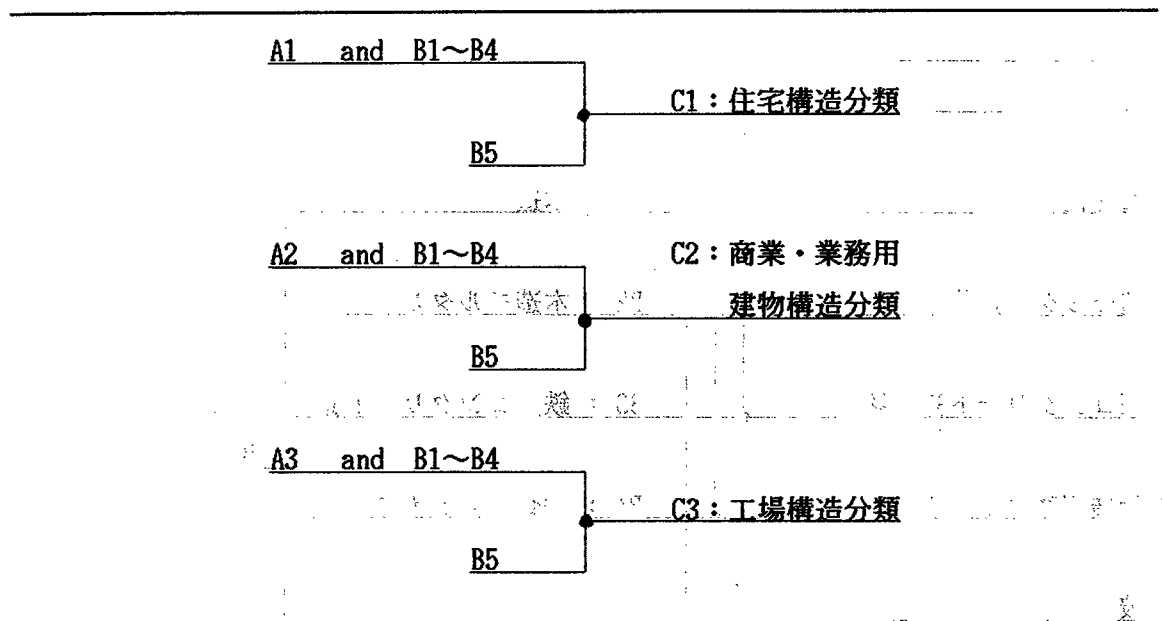 A1 and B1～B4
C1：住宅構造分類
B5
A2 and B1～B4
C2：商業・業務用
建物構造分類
B5
A3 and B1～B4
C3：工場構造分類
B5